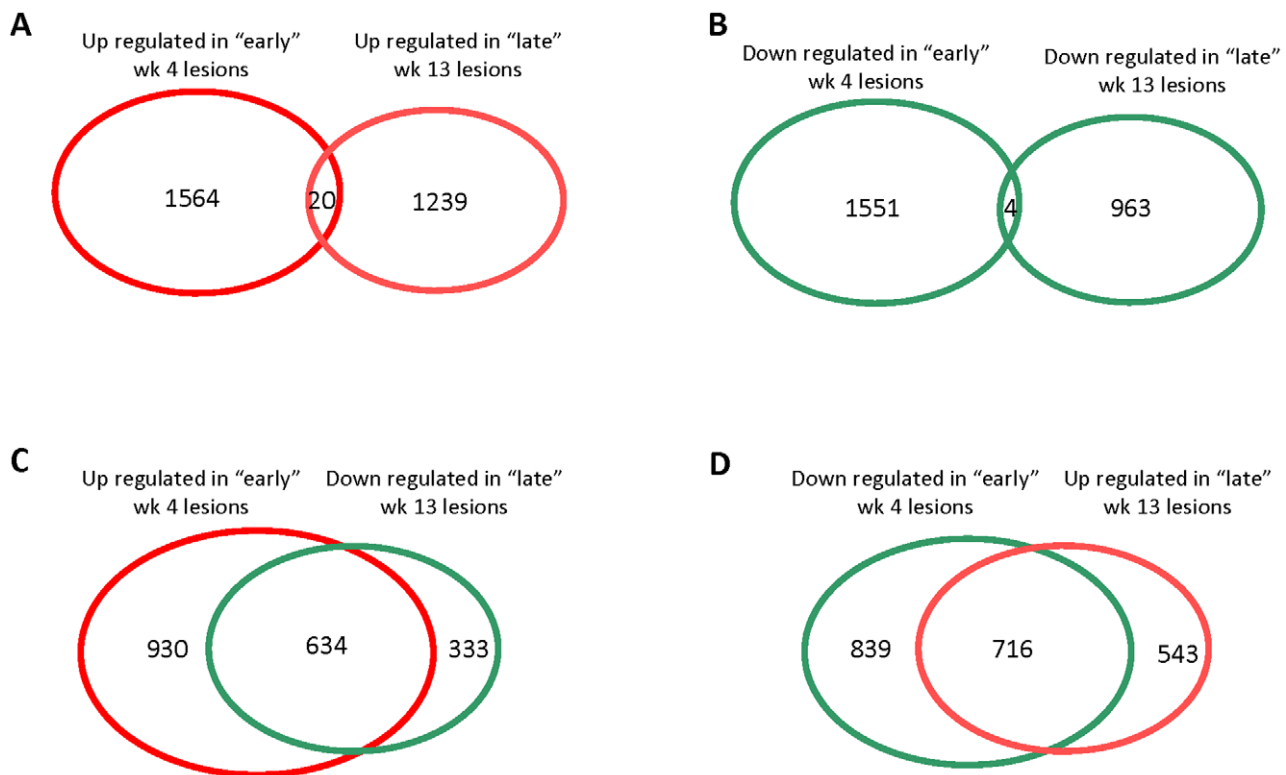 A
Up regulated in “early”
wk 4 lesions
Up regulated in “late”
wk 13 lesions
1564
20
1239
B
Down regulated in “early”
wk 4 lesions
Down regulated in “late”
wk 13 lesions
1551
4
963
C
Up regulated in “early”
wk 4 lesions
Down regulated in “late”
wk 13 lesions
930
634
333
D
Down regulated in “early”
wk 4 lesions
Up regulated in “late”
wk 13 lesions
839
716
543